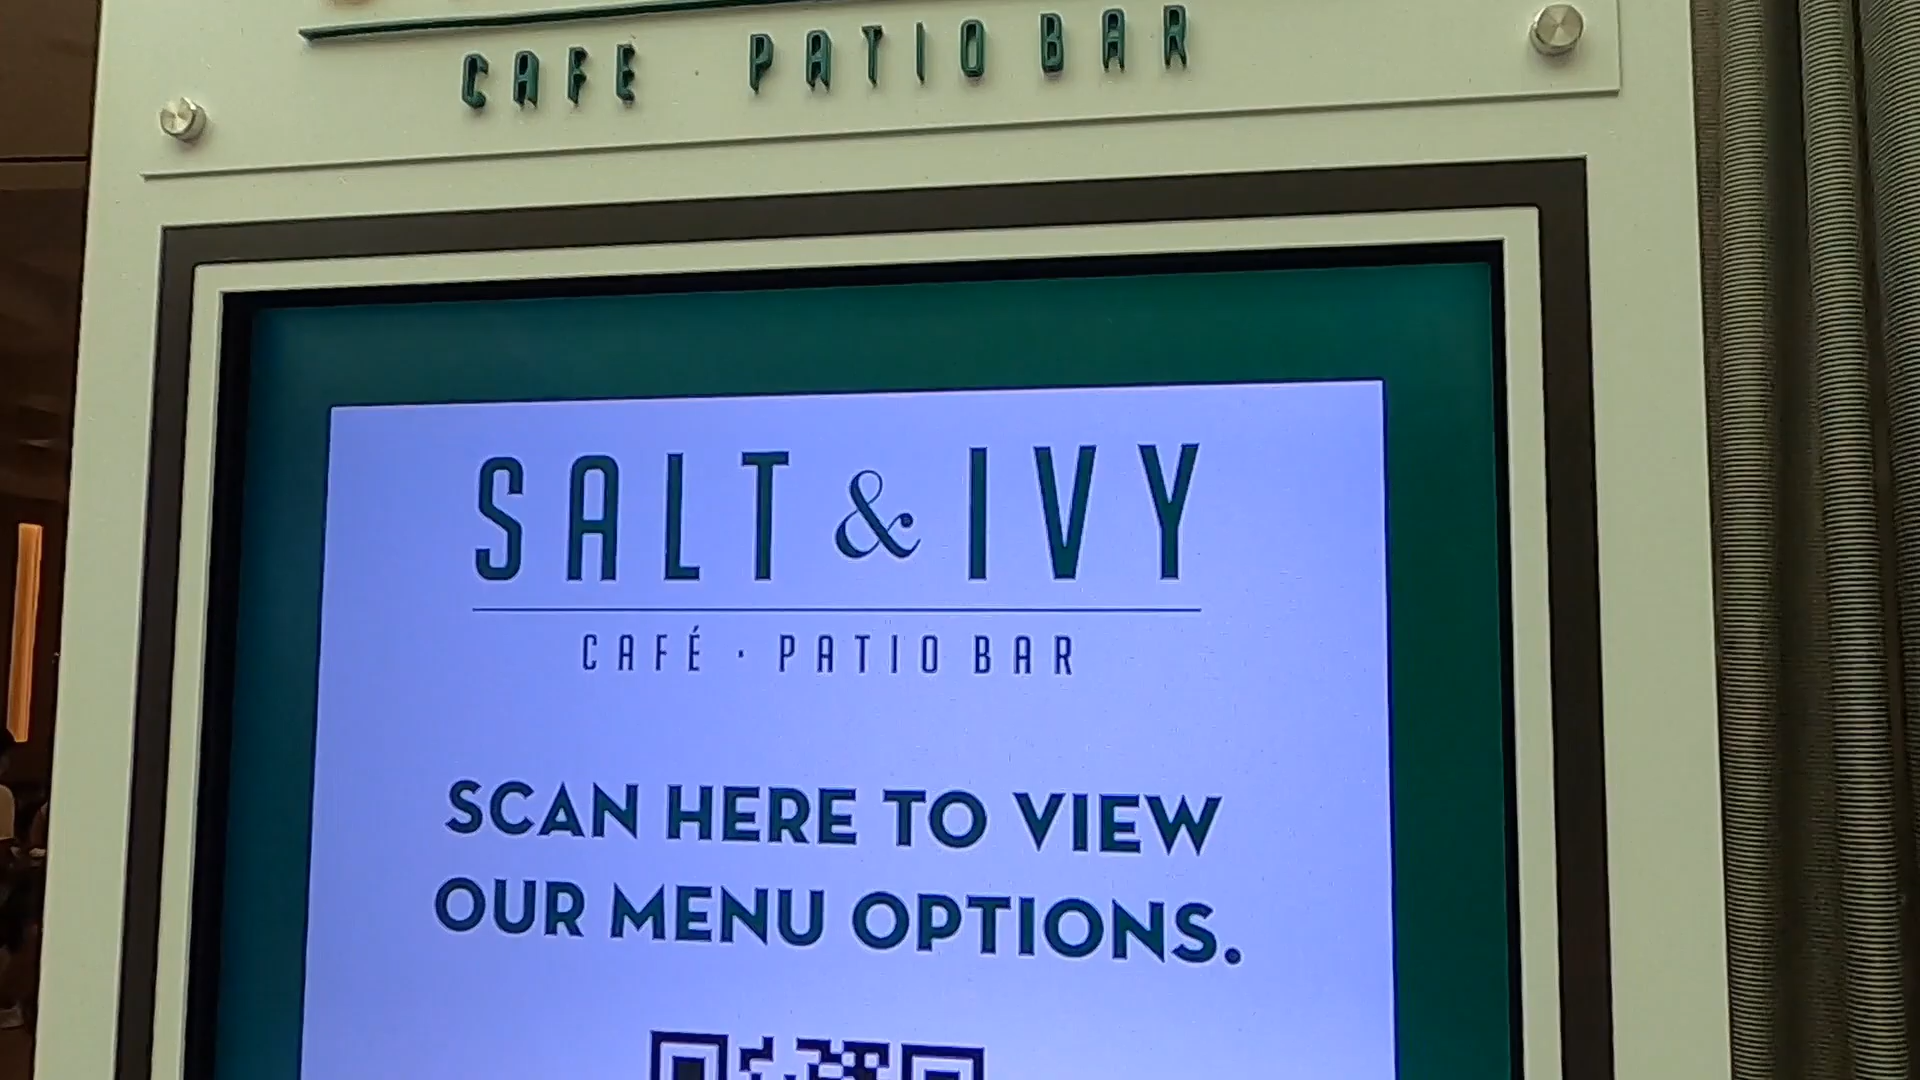 CAFE · PATIO BAR
SALT & IVY
CAFÉ · PATIO BAR
SCAN HERE TO VIEW
OUR MENU OPTIONS.